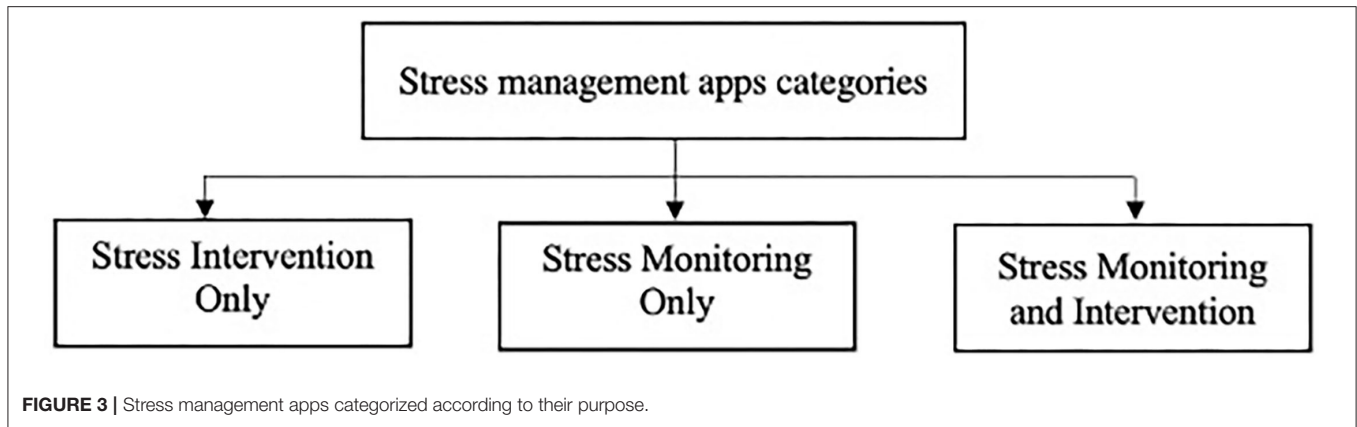 Stress management apps categories
Stress Intervention
Only
Stress Monitoring
Only
Stress Monitoring
and Intervention
FIGURE 3 | Stress management apps categorized according to their purpose.